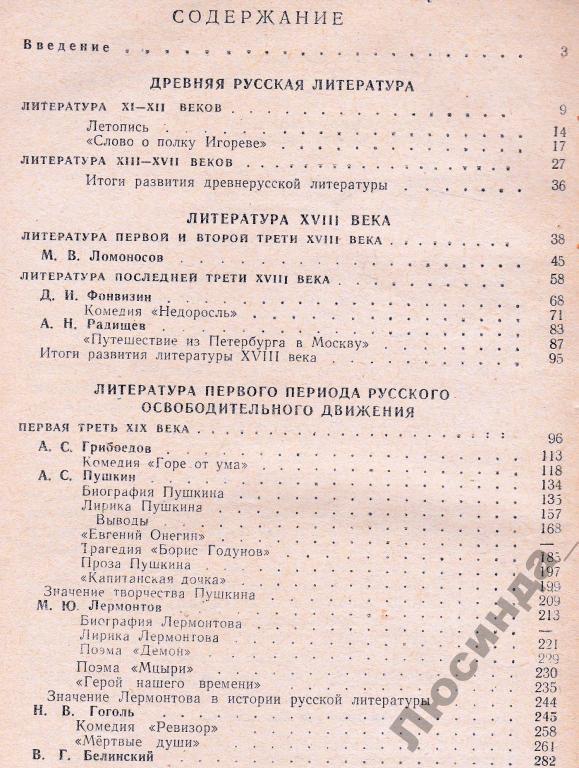 СОДЕРЖАНИЕ
Введение 3
ДРЕВНЯЯ РУССКАЯ ЛИТЕРАТУРА
ЛИТЕРАТУРА XI—XII ВЕКОВ 9
Летопись 14
«Слово о полку Игореве» 17
ЛИТЕРАТУРА XIII—XVII ВЕКОВ 27
Итоги развития древнерусской литературы 36
ЛИТЕРАТУРА XVIII ВЕКА
ЛИТЕРАТУРА ПЕРВОЙ И ВТОРОЙ ТРЕТИ XVIII ВЕКА 38
М. В. Ломоносов 45
ЛИТЕРАТУРА ПОСЛЕДНЕЙ ТРЕТИ XVIII ВЕКА 58
Д. И. Фонвизин 68
Комедия «Недоросль» 71
А. Н. Радищев 83
«Путешествие из Петербурга в Москву» 87
Итоги развития литературы XVIII века 95
ЛИТЕРАТУРА ПЕРВОГО ПЕРИОДА РУССКОГО
ОСВОБОДИТЕЛЬНОГО ДВИЖЕНИЯ
ПЕРВАЯ ТРЕТЬ XIX ВЕКА 96
А. С. Грибоедов 113
Комедия «Горе от ума» 118
А. С. Пушкин 134
Биография Пушкина 135
Лирика Пушкина 157
Выводы 168
«Евгений Онегин» —
Трагедия «Борис Годунов» 185
Проза Пушкина 197
«Капитанская дочка» 199
Значение творчества Пушкина 209
М. Ю. Лермонтов 213
Биография Лермонтова —
Лирика Лермонтова 221
Поэма «Демон» 229
Поэма «Мцыри» 230
«Герой нашего времени» 235
Значение Лермонтова в истории русской литературы 244
Н. В. Гоголь 245
Комедия «Ревизор» 258
«Мёртвые души» 261
В. Г. Белинский 282
Люсинда_